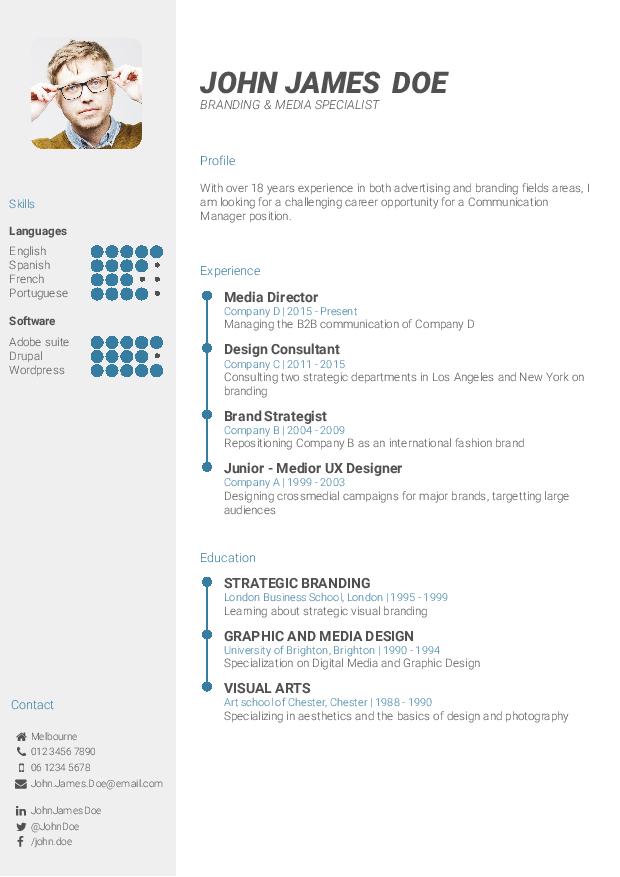 JOHN JAMES DOE
BRANDING & MEDIA SPECIALIST
Profile
With over 18 years experience in both advertising and branding fields areas, I
am looking for a challenging career opportunity for a Communication
Manager position.
Experience
Media Director
Company D | 2015 - Present
Managing the B2B communication of Company D
Design Consultant
Company C | 2011 - 2015
Consulting two strategic departments in Los Angeles and New York on
branding
Brand Strategist
Company B | 2004 - 2009
Repositioning Company B as an international fashion brand
Junior - Medior UX Designer
Company A | 1999 - 2003
Designing crossmedial campaigns for major brands, targetting large
audiences
Education
STRATEGIC BRANDING
London Business School, London | 1995 - 1999
Learning about strategic visual branding
GRAPHIC AND MEDIA DESIGN
University of Brighton, Brighton | 1990 - 1994
Specialization on Digital Media and Graphic Design
VISUAL ARTS
Art school of Chester, Chester | 1988 - 1990
Specializing in aesthetics and the basics of design and photography
Skills
Languages
English
Spanish
French
Portuguese
Software
Adobe suite
Drupal
Wordpress
Contact
Melbourne
012 3456 7890
06 1234 5678
John.James.Doe@email.com
JohnJamesDoe
@JohnDoe
/john.doe